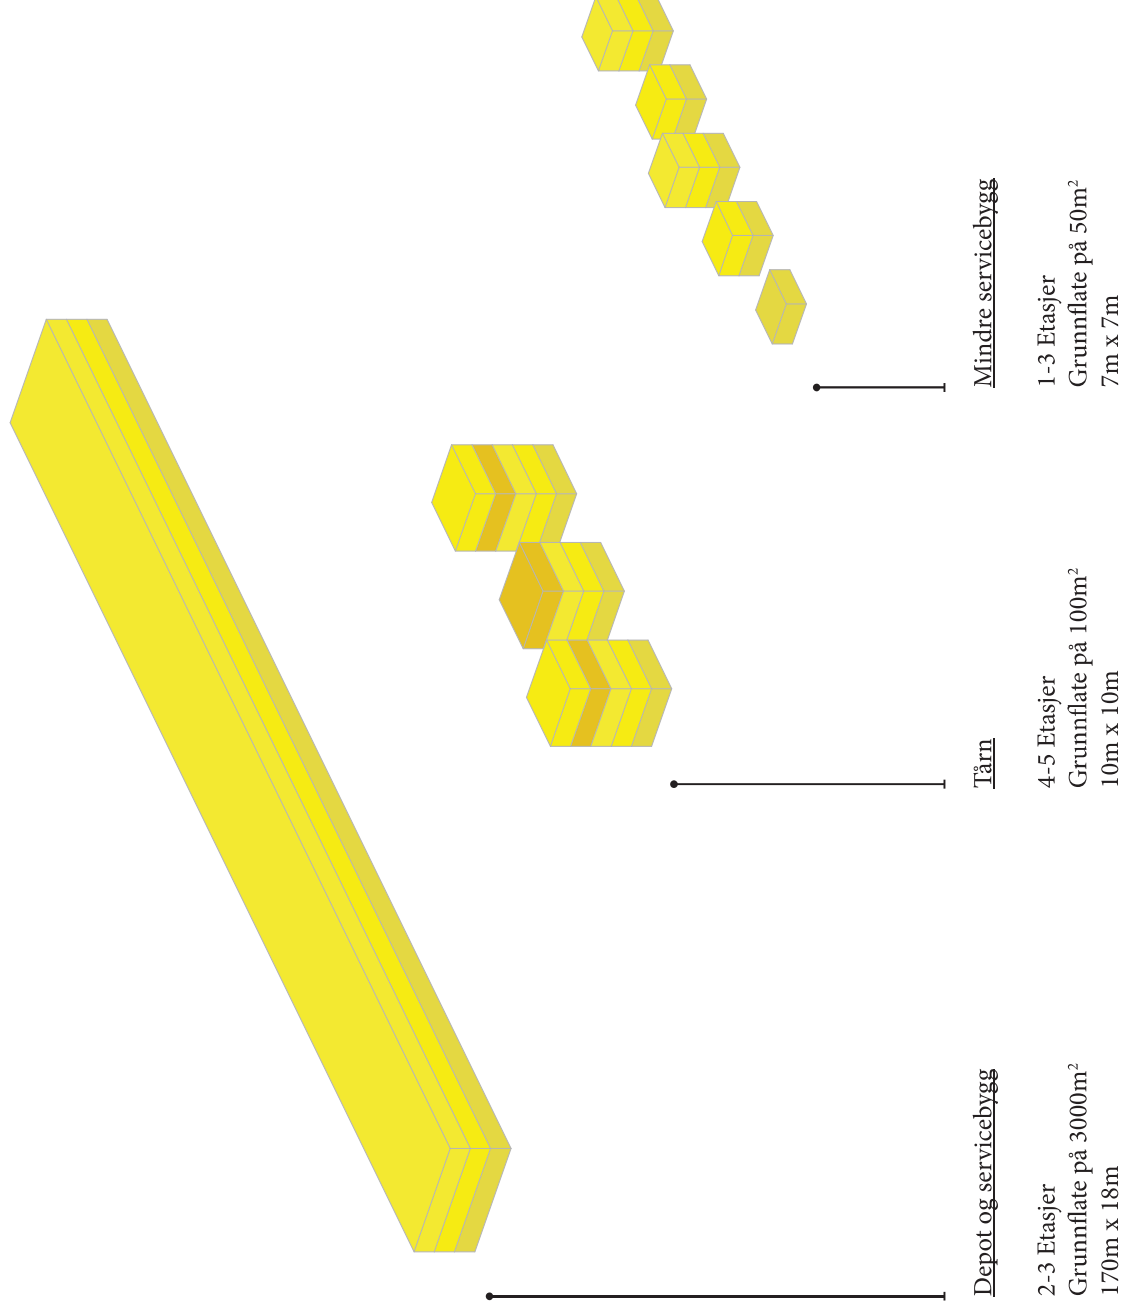 Depot og servicebygg
2-3 Etasjer
Grunnflate på 3000m²
170m x 18m
Tårn
4-5 Etasjer
Grunnflate på 100m²
10m x 10m
Mindre servicebygg
1-3 Etasjer
Grunnflate på 50m²
7m x 7m